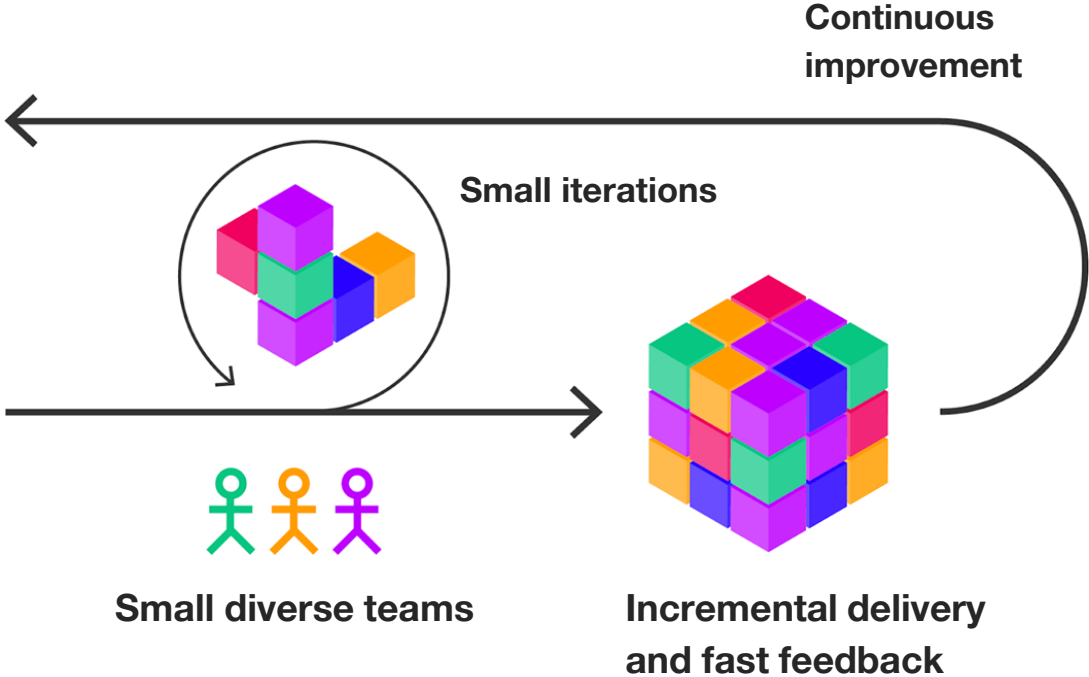 Continuous
improvement
Small iterations
Small diverse teams
Incremental delivery
and fast feedback